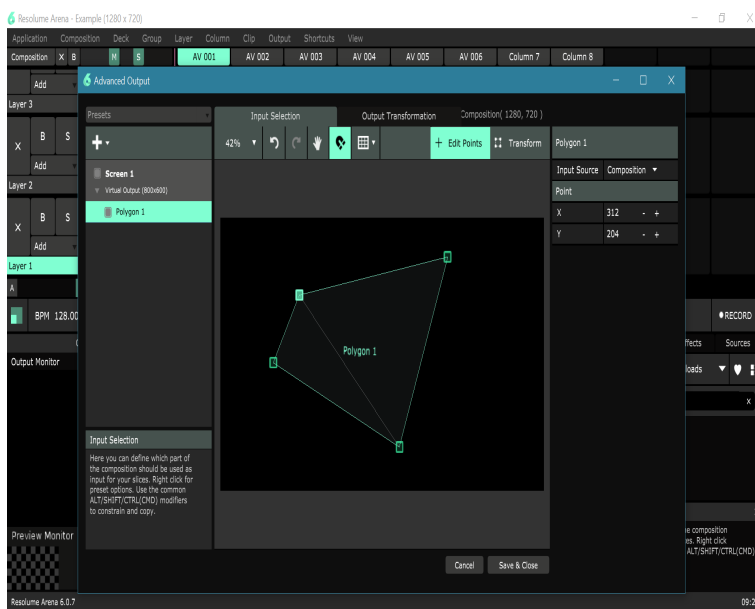 Resolume Arena - Example (1280 x 720)
Application Composition Deck Group Layer Column Clip Output Shortcuts View
Composition X B M S AV 001 AV 002 AV 003 AV 004 AV 005 AV 006 Column 7 Column 8
Add
Layer 3
X B S
Add
Layer 2
X B S
Add
Layer 1
A
BPM 128.00
Output Monitor
Preview Monitor
Resolume Arena 6.0.7
Advanced Output
Presets
Input Selection Output Transformation Composition( 1280, 720 )
42% + Edit Points Transform
Screen 1
Virtual Output (800x600)
Polygon 1
Polygon 1
Polygon 1
Input Source Composition
Point
X 312 - +
Y 204 - +
Input Selection
Here you can define which part
of the composition should be used as
input for your slices. Right click for
preset options. Use the common
ALT/SHIFT/CTRL(CMD) modifiers
to constrain and copy.
Cancel Save & Close
RECORD
ffects Sources
loads
x
e composition
es. Right click
ALT/SHIFT/CTRL(CMD)
09:2